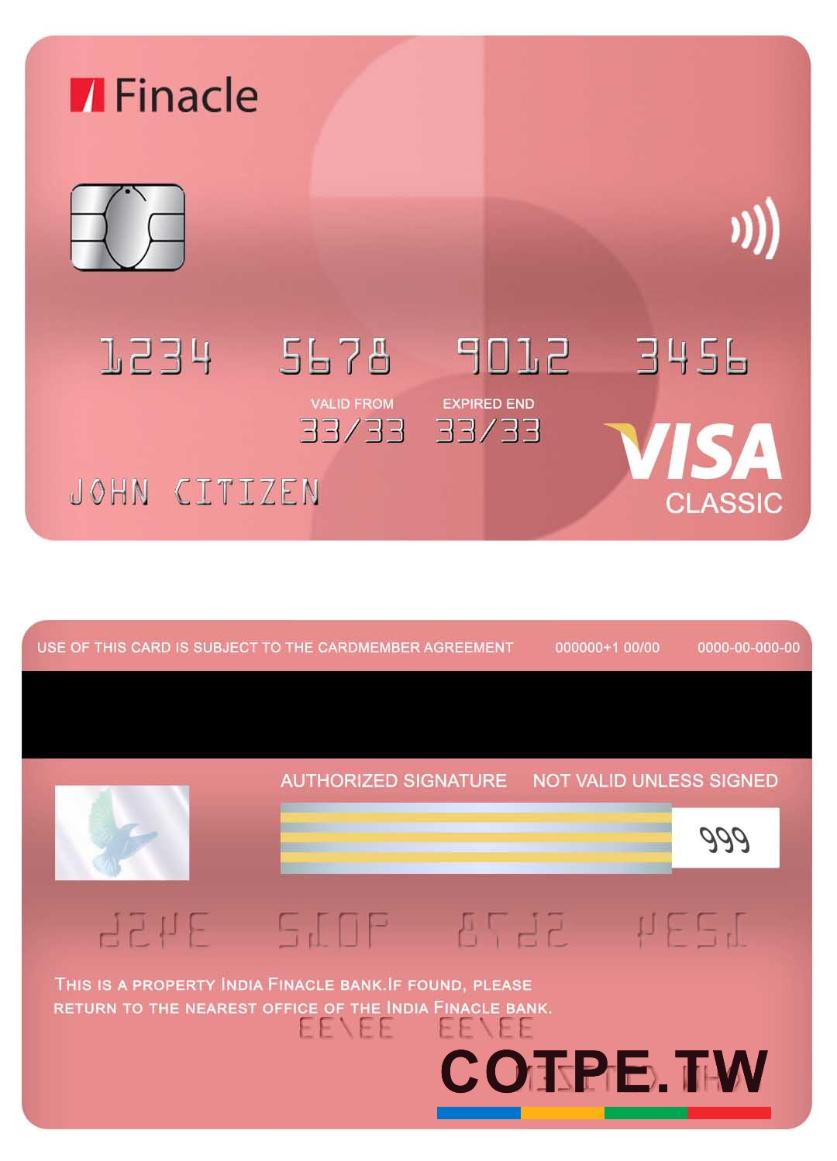 Finacle
1234 5678 9012 3456
VALID FROM EXPIRED END
33/33 33/33
VISA
JOHN CITIZEN
CLASSIC
USE OF THIS CARD IS SUBJECT TO THE CARDMEMBER AGREEMENT 000000+1 00/00 0000-00-000-00
AUTHORIZED SIGNATURE NOT VALID UNLESS SIGNED
999
THIS IS A PROPERTY INDIA FINACLE BANK.IF FOUND, PLEASE
RETURN TO THE NEAREST OFFICE OF THE INDIA FINACLE BANK.
COTPE.TW